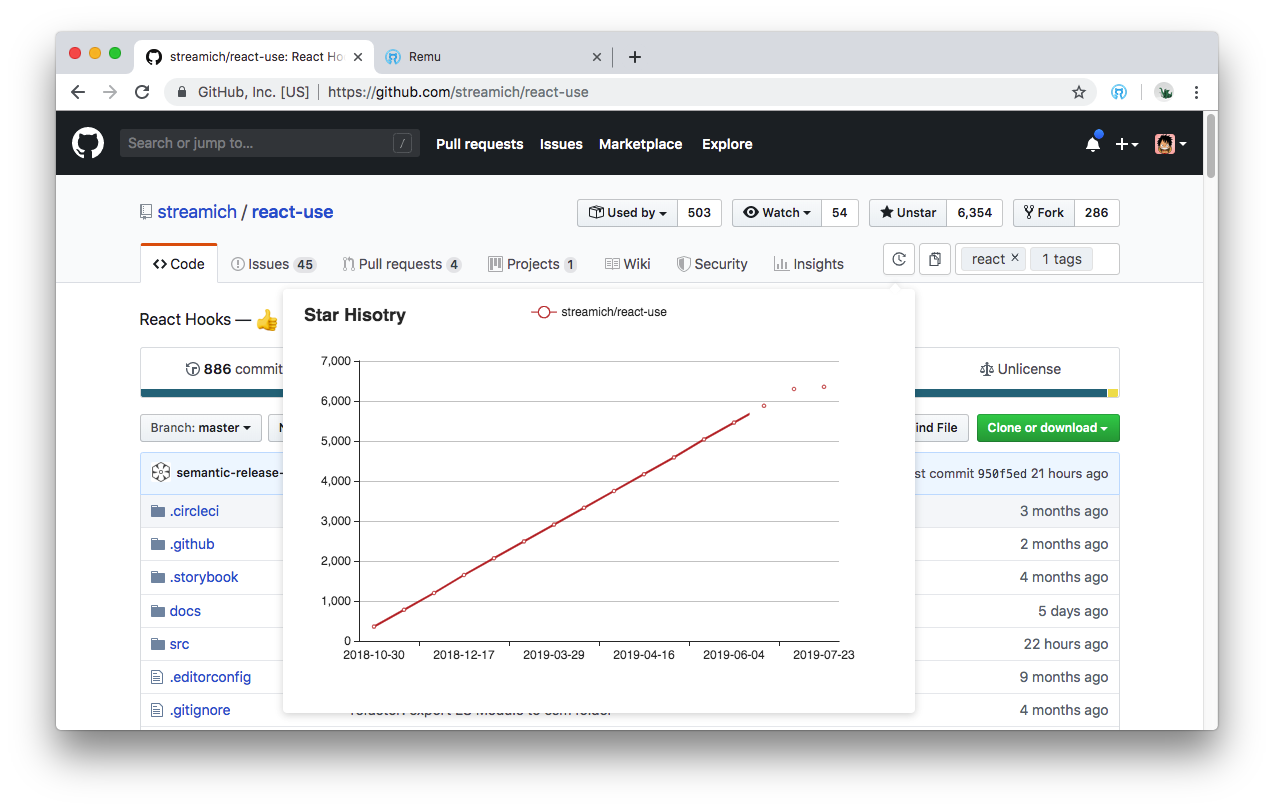 streamich/react-use: React Ho
Remu
GitHub, Inc. [US] | https://github.com/streamich/react-use
Search or jump to... / Pull requests Issues Marketplace Explore
streamich / react-use Used by 503 Watch 54 Unstar 6,354 Fork 286
Code Issues 45 Pull requests 4 Projects 1 Wiki Security Insights react × 1 tags
React Hooks — 👍
Star Hisotry
streamich/react-use
886 commit
Unlicense
Branch: master
ind File Clone or download
semantic-release-
st commit 950f5ed 21 hours ago
.circleci 3 months ago
.github 2 months ago
.storybook 4 months ago
docs 5 days ago
src 22 hours ago
.editorconfig 9 months ago
.gitignore 4 months ago
7,000
6,000
5,000
4,000
3,000
2,000
1,000
0
2018-10-30 2018-12-17 2019-03-29 2019-04-16 2019-06-04 2019-07-23